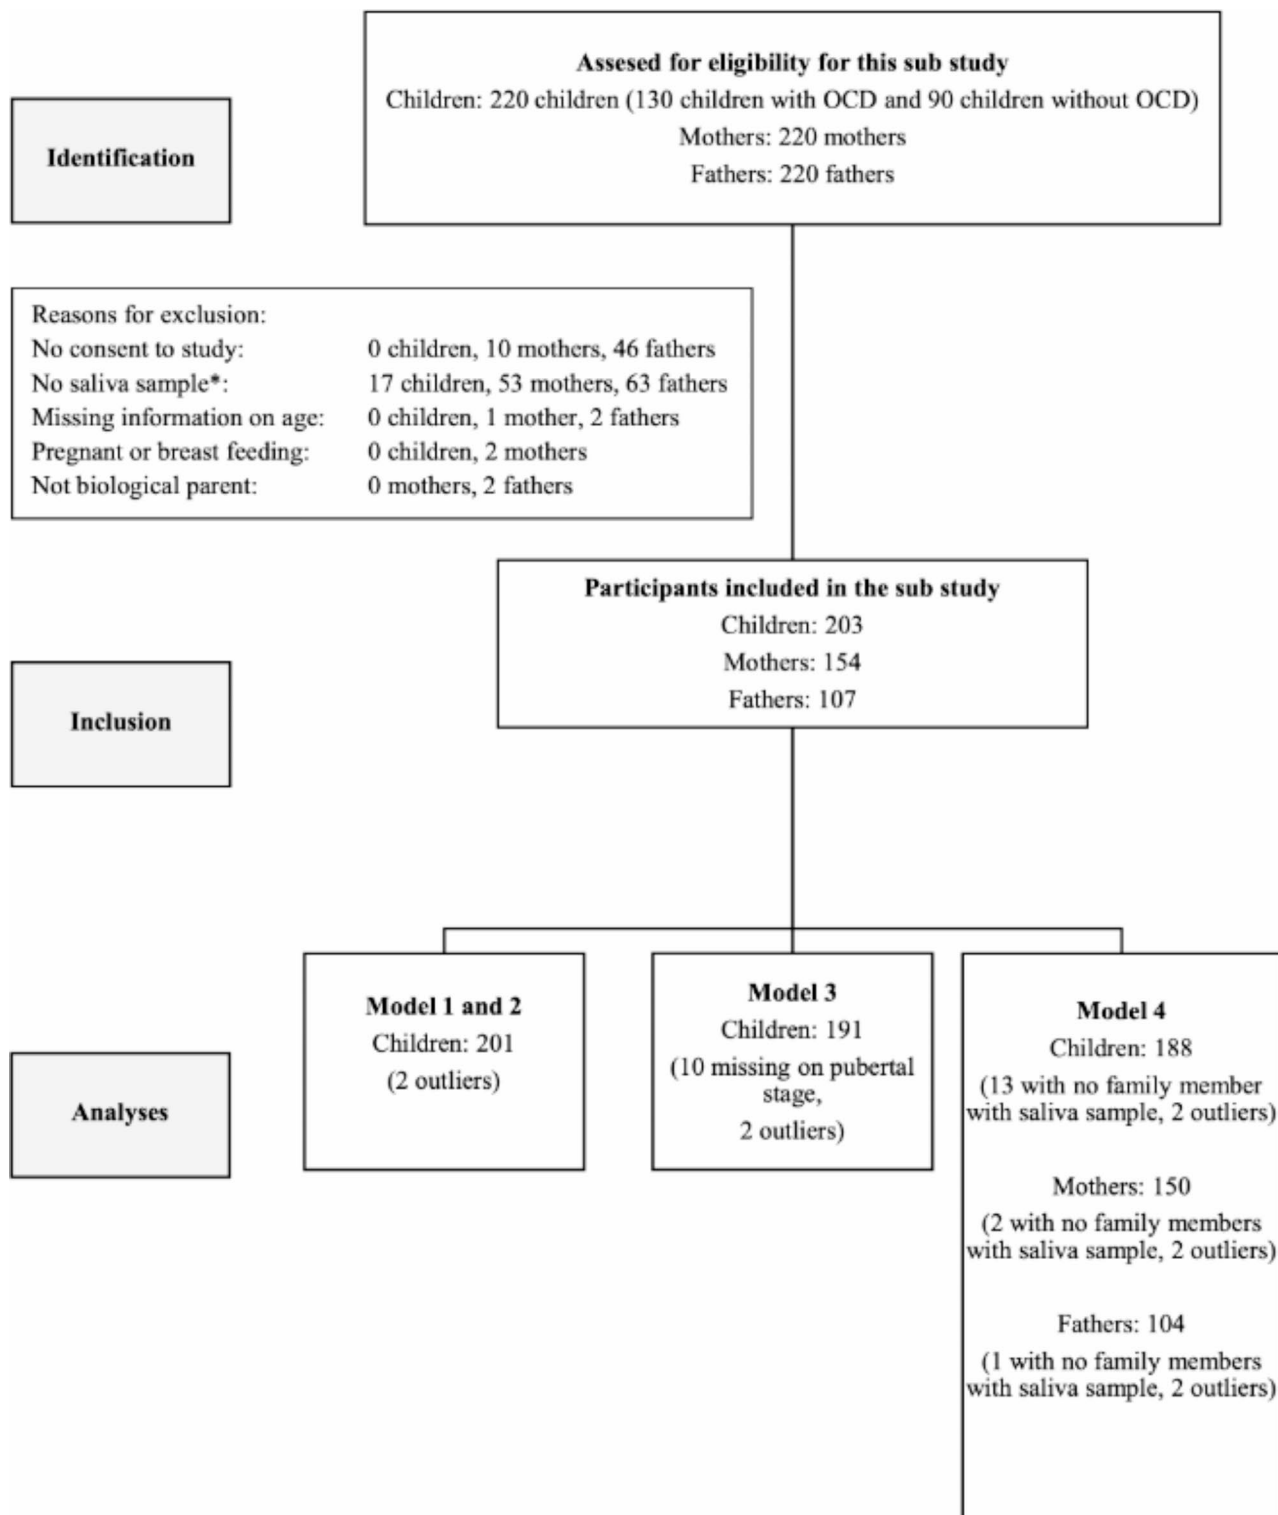 Assesed for eligibility for this sub study
Children: 220 children (130 children with OCD and 90 children without OCD)
Mothers: 220 mothers
Fathers: 220 fathers
Identification
Reasons for exclusion:
No consent to study: 0 children, 10 mothers, 46 fathers
No saliva sample*: 17 children, 53 mothers, 63 fathers
Missing information on age: 0 children, 1 mother, 2 fathers
Pregnant or breast feeding: 0 children, 2 mothers
Not biological parent: 0 mothers, 2 fathers
Participants included in the sub study
Children: 203
Mothers: 154
Fathers: 107
Inclusion
Analyses
Model 1 and 2
Children: 201
(2 outliers)
Model 3
Children: 191
(10 missing on pubertal
stage,
2 outliers)
Model 4
Children: 188
(13 with no family member
with saliva sample, 2 outliers)
Mothers: 150
(2 with no family members
with saliva sample, 2 outliers)
Fathers: 104
(1 with no family members
with saliva sample, 2 outliers)